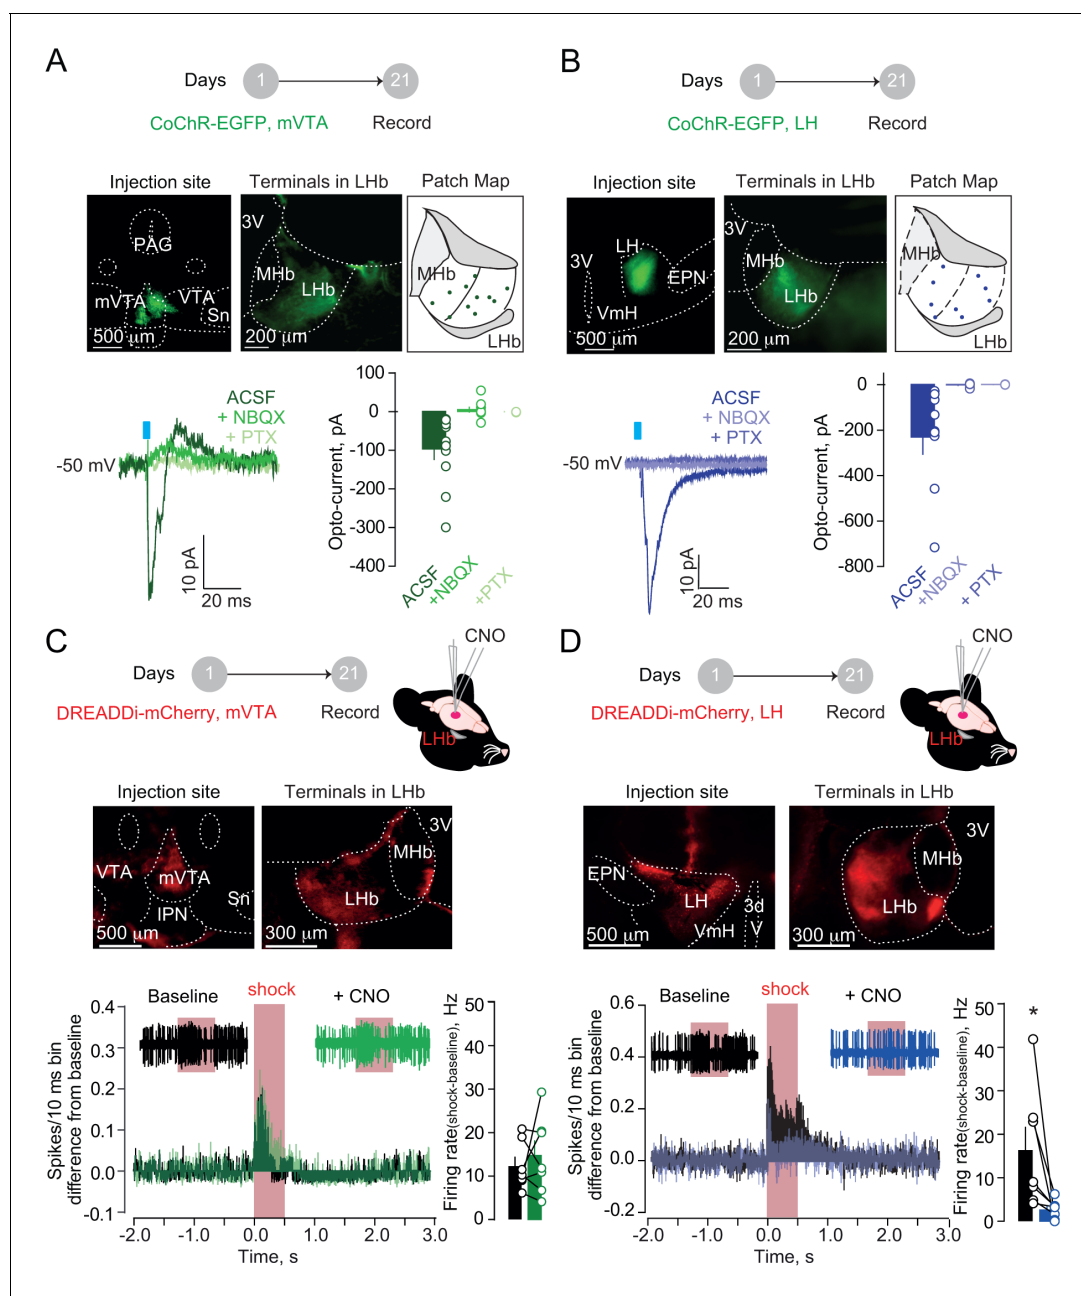 A
Days 1 21
CoChR-EGFP, mVTA Record
Injection site Terminals in LHb Patch Map
PAG
mVTA VTA
Sn
500 µm
3V
MHb
LHb
200 µm
MHb
LHb
ACSF
+ NBQX
+ PTX
-50 mV
10 pA
20 ms
Opto-current, pA
100
0
-100
-200
-300
-400
ACSF
+NBQX
+PTX
B
Days 1 21
CoChR-EGFP, LH Record
Injection site Terminals in LHb Patch Map
3V
LH
EPN
VmH
500 µm
3V
MHb
LHb
200 µm
MHb
LHb
ACSF
+ NBQX
+ PTX
-50 mV
10 pA
20 ms
Opto-current, pA
0
-200
-400
-600
-800
ACSF
+NBQX
+ PTX
C
Days 1 21
DREADDi-mCherry, mVTA Record
CNO
LHb
Injection site Terminals in LHb
VTA
mVTA
IPN
Sn
500 µm
3V
MHb
LHb
300 µm
Baseline shock + CNO
Spikes/10 ms bin
difference from baseline
0.4
0.3
0.2
0.1
0.0
-0.1
-2.0 -1.0 0.0 1.0 2.0 3.0
Time, s
Firing rate(shock-baseline), Hz
50
40
30
20
10
0
D
Days 1 21
DREADDi-mCherry, LH Record
CNO
LHb
Injection site Terminals in LHb
EPN
LH
VmH
3d
V
500 µm
3V
MHb
LHb
300 µm
Baseline shock + CNO
Spikes/10 ms bin
difference from baseline
0.6
0.4
0.2
0.0
-0.2
-2.0 -1.0 0.0 1.0 2.0 3.0
Time, s
Firing rate(shock-baseline), Hz
50
40
30
20
10
0
*